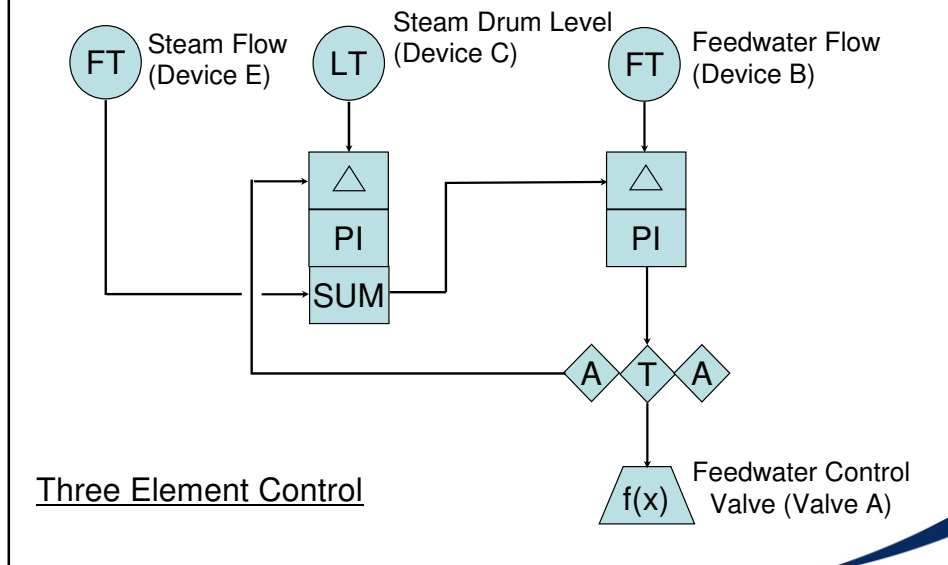 FT
Steam Flow
(Device E)
LT
Steam Drum Level
(Device C)
FT
Feedwater Flow
(Device B)
△
△
PI
PI
SUM
A
T
A
Three Element Control
f(x)
Feedwater Control
Valve (Valve A)